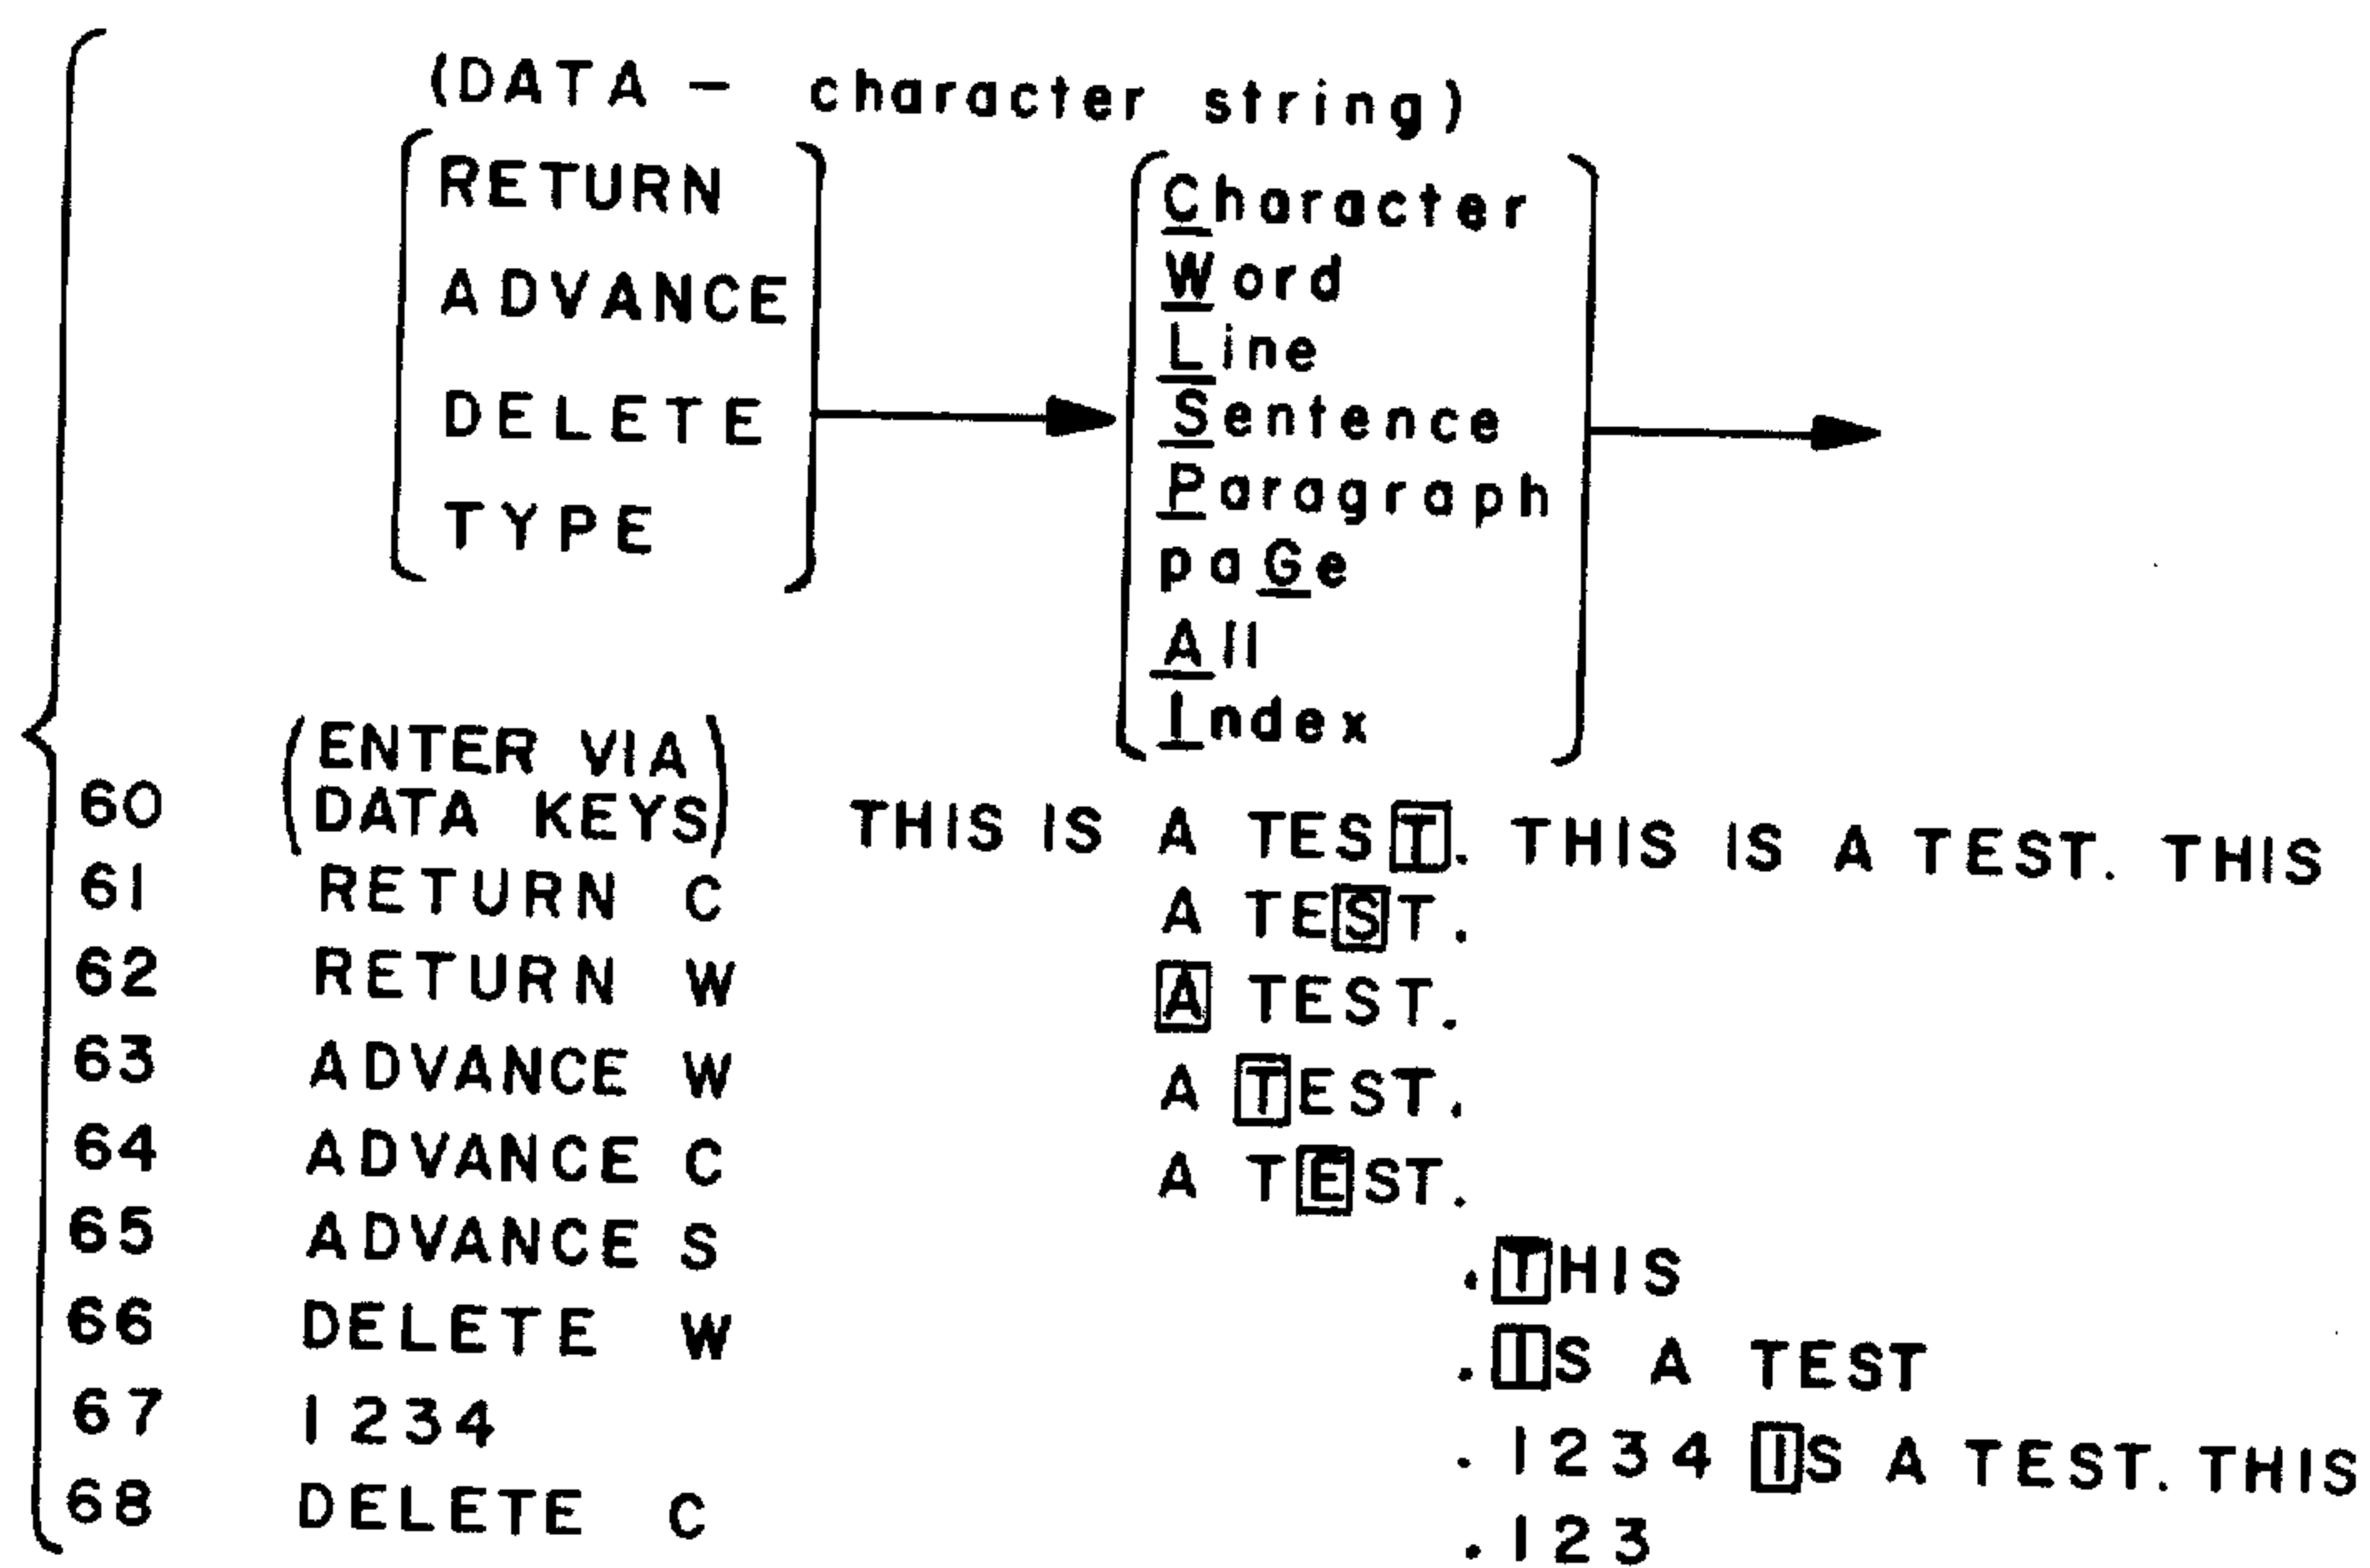 (DATA - character string)
RETURN
ADVANCE
DELETE
TYPE
Character
Word
Line
Sentence
Paragraph
paGe
All
Index
60 (ENTER VIA DATA KEYS) THIS IS A TEST. THIS IS A TEST. THIS
61 RETURN C A TEST.
62 RETURN W A TEST.
63 ADVANCE W A TEST.
64 ADVANCE C A TEST.
65 ADVANCE S .THIS
66 DELETE W .IS A TEST
67 1234 .1234 IS A TEST. THIS
68 DELETE C .123